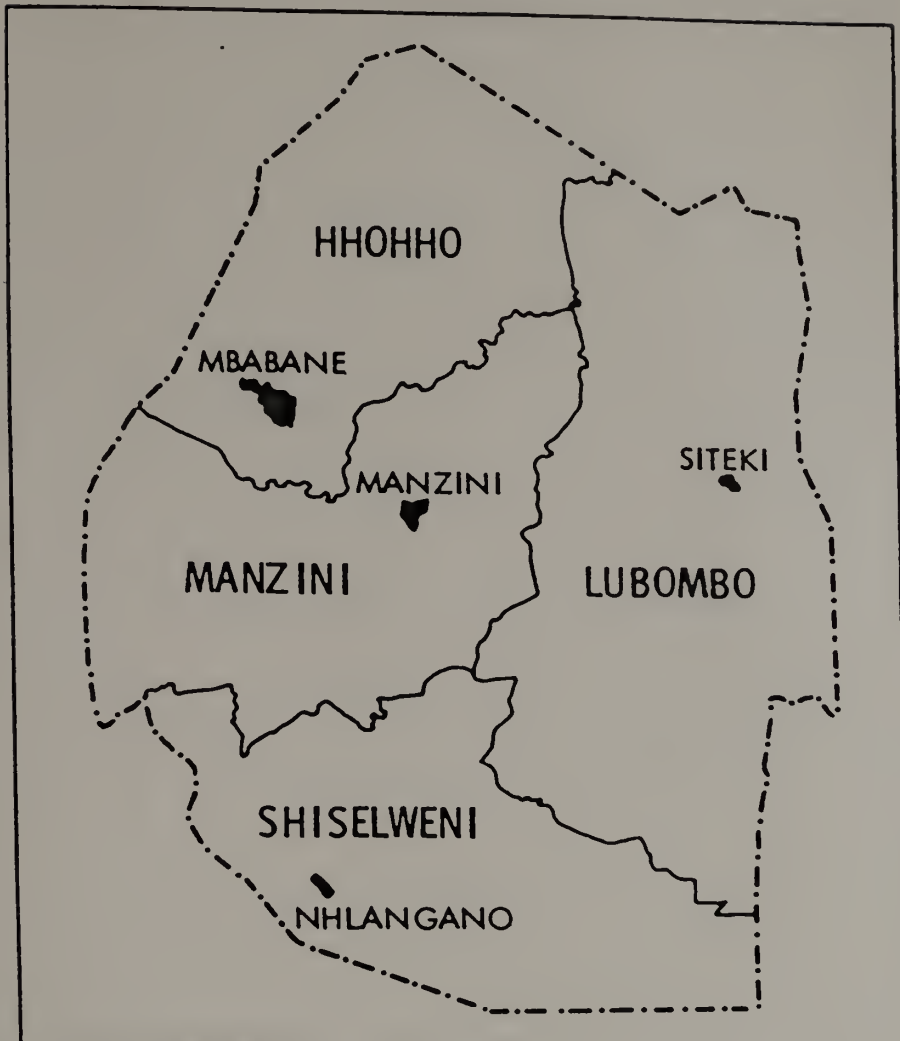 HHOHHO
MBABANE
SITEKI
MANZINI
MANZINI
LUBOMBO
SHISELWENI
NHLANGANO